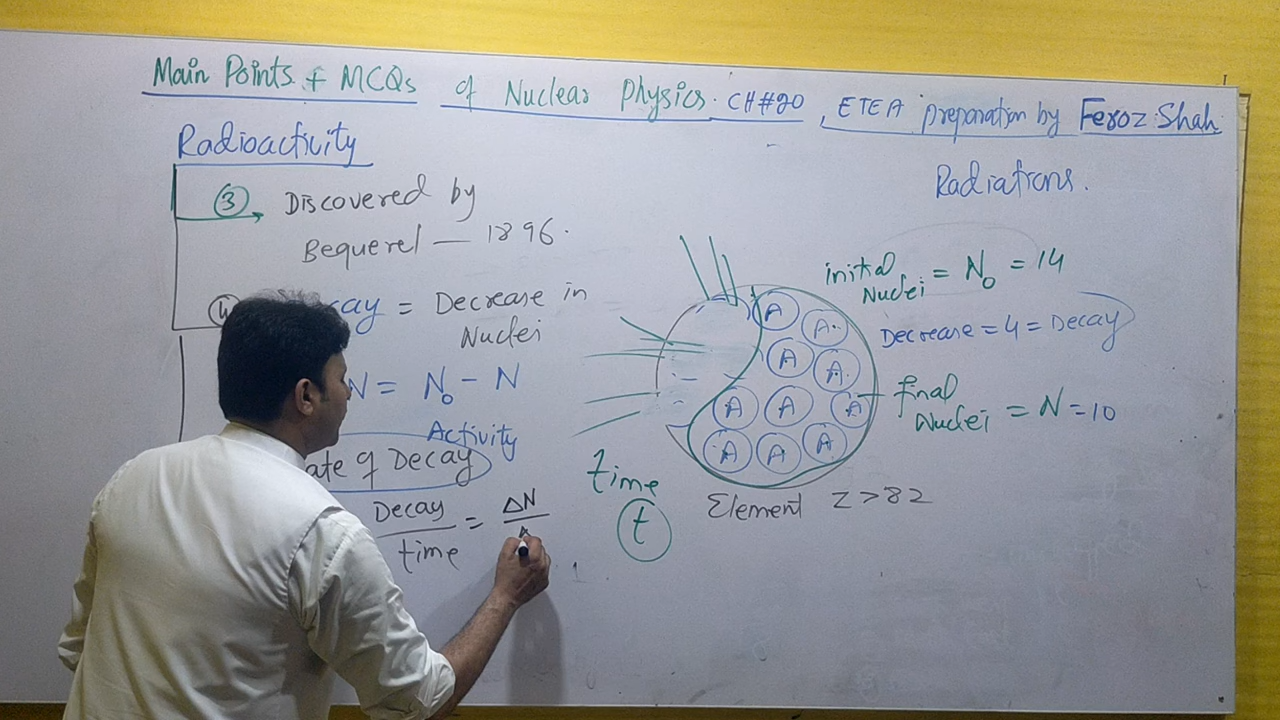 Main Points + MCQs of Nuclear Physics. CH#20, ETEA preparation by Feroz Shah
Radioactivity
③ Discovered by
Bequerel — 1896.
④ cay = Decrease in
Nuclei
N = N₀ - N
Activity
ate of Decay
Decay / time = ΔN / Δ
Radiations.
initial Nuclei = N₀ = 14
Decrease = 4 = Decay
final Nuclei = N = 10
A
A
A
A
A
A
A
A
A
A
time
t
Element Z > 82